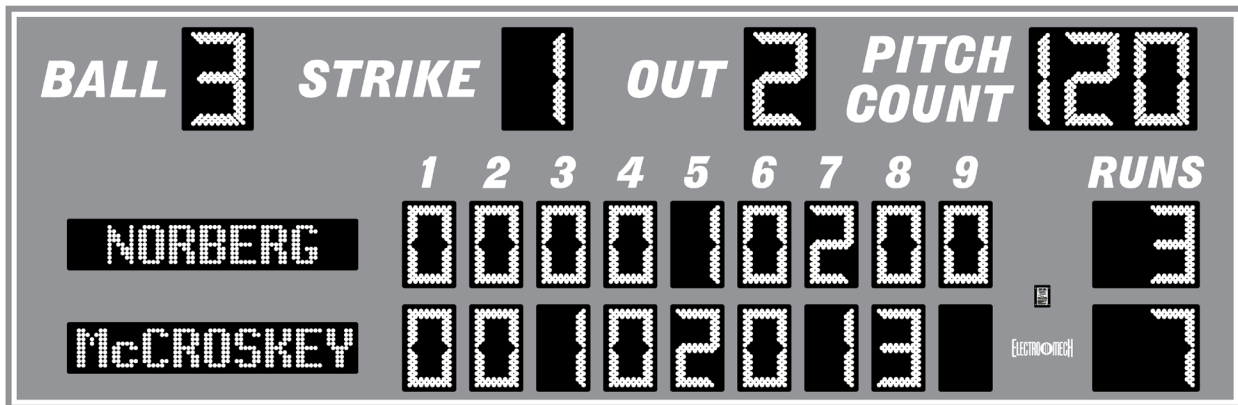 BALL 3 STRIKE 1 OUT 2 PITCH COUNT 120
1 2 3 4 5 6 7 8 9 RUNS
NORBERG 0 0 0 0 1 0 2 0 0 3
McCROSKEY 0 0 1 0 2 0 1 3 7
ELECTRO-MECH